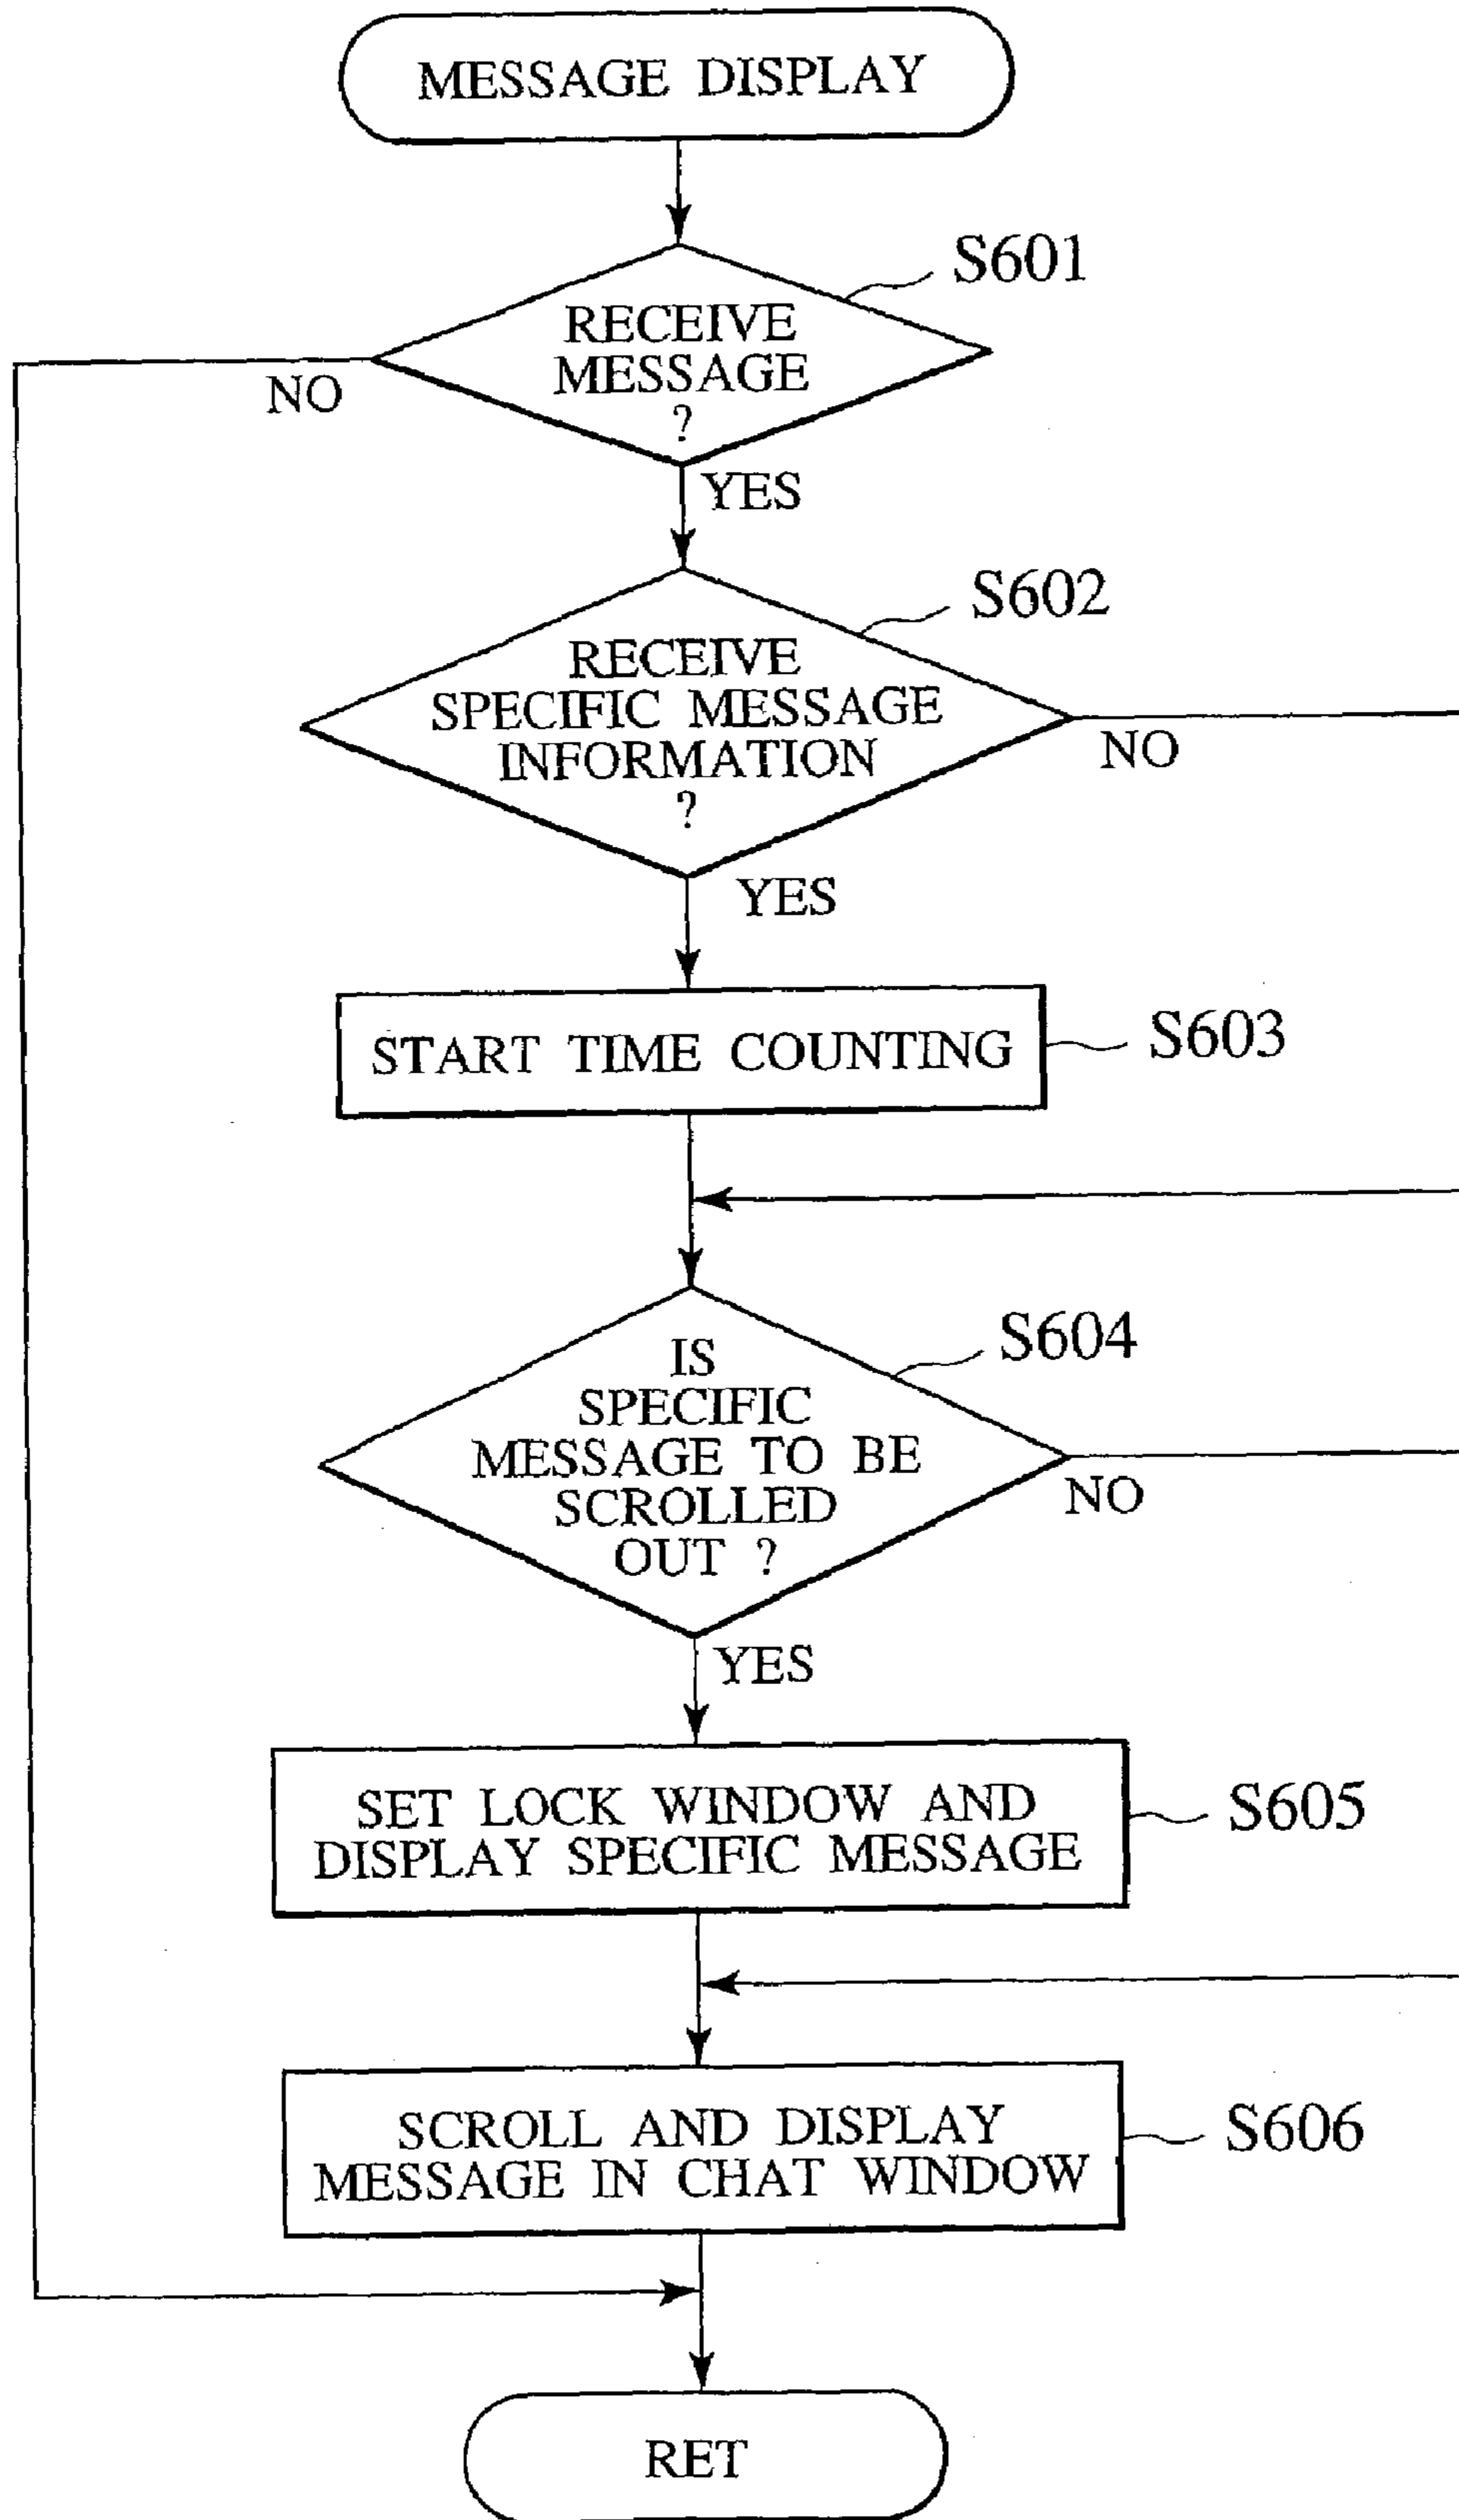 MESSAGE DISPLAY
S601
RECEIVE
MESSAGE
?
NO
YES
S602
RECEIVE
SPECIFIC MESSAGE
INFORMATION
?
NO
YES
START TIME COUNTING
S603
S604
IS
SPECIFIC
MESSAGE TO BE
SCROLLED
OUT ?
NO
YES
SET LOCK WINDOW AND
DISPLAY SPECIFIC MESSAGE
S605
SCROLL AND DISPLAY
MESSAGE IN CHAT WINDOW
S606
RET